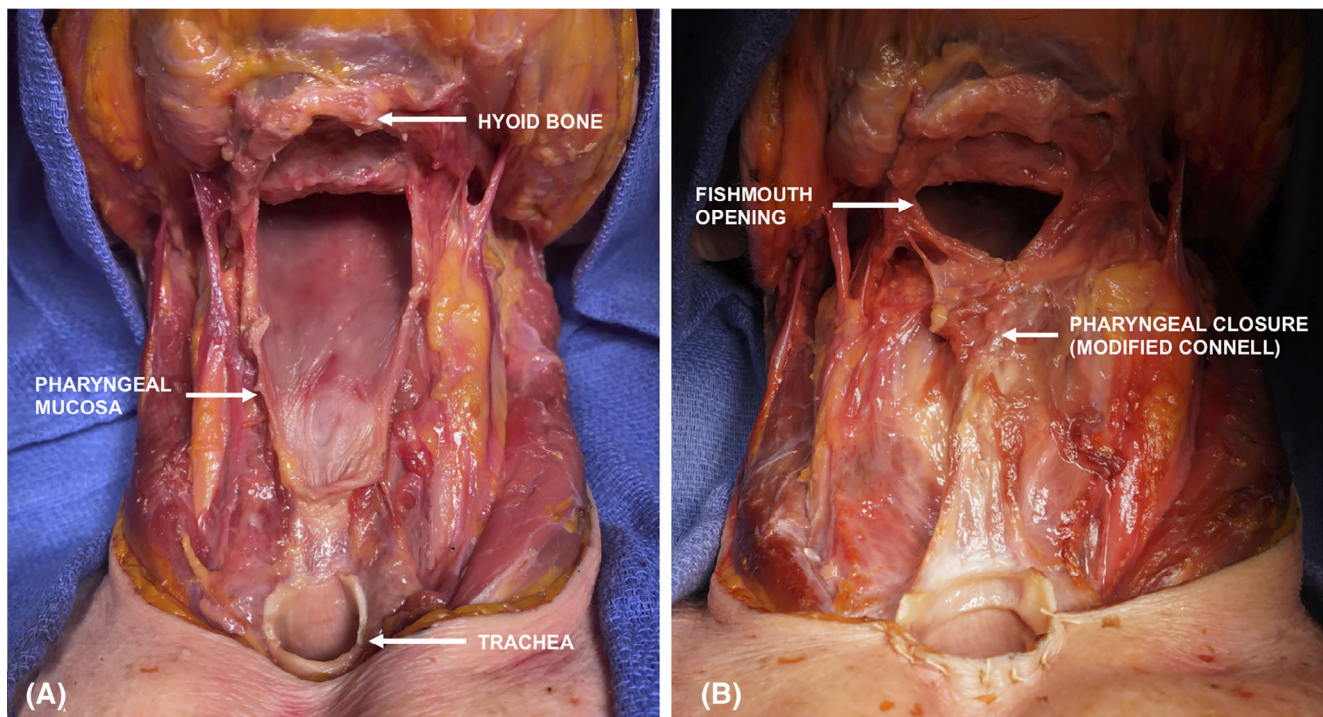 HYOID BONE
PHARYNGEAL
MUCOSA
TRACHEA
(A)
FISHMOUTH
OPENING
PHARYNGEAL CLOSURE
(MODIFIED CONNELL)
(B)